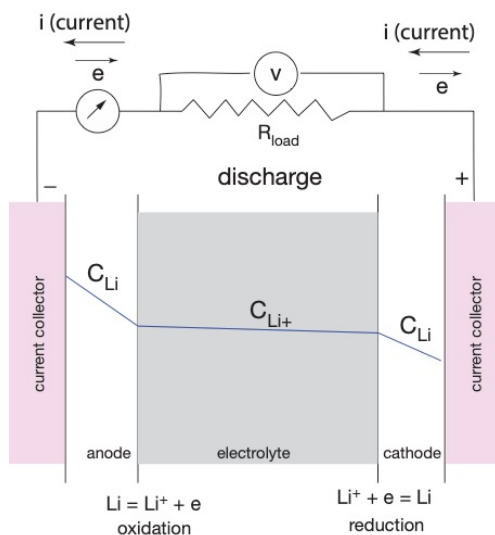 i (current)
e
V
R_load
i (current)
e
discharge
−
+
current collector
C_Li
C_Li+
C_Li
current collector
anode
electrolyte
cathode
Li = Li⁺ + e
oxidation
Li⁺ + e = Li
reduction